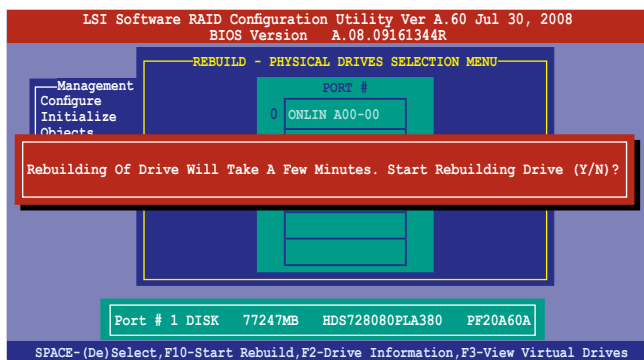 LSI Software RAID Configuration Utility Ver A.60 Jul 30, 2008
BIOS Version A.08.09161344R
REBUILD - PHYSICAL DRIVES SELECTION MENU
Management
PORT #
Configure
0 ONLIN A00-00
Initialize
Objects
Rebuilding Of Drive Will Take A Few Minutes. Start Rebuilding Drive (Y/N)?
Port # 1 DISK 77247MB HDS728080PLA380 PF20A60A
SPACE-(De)Select,F10-Start Rebuild,F2-Drive Information,F3-View Virtual Drives